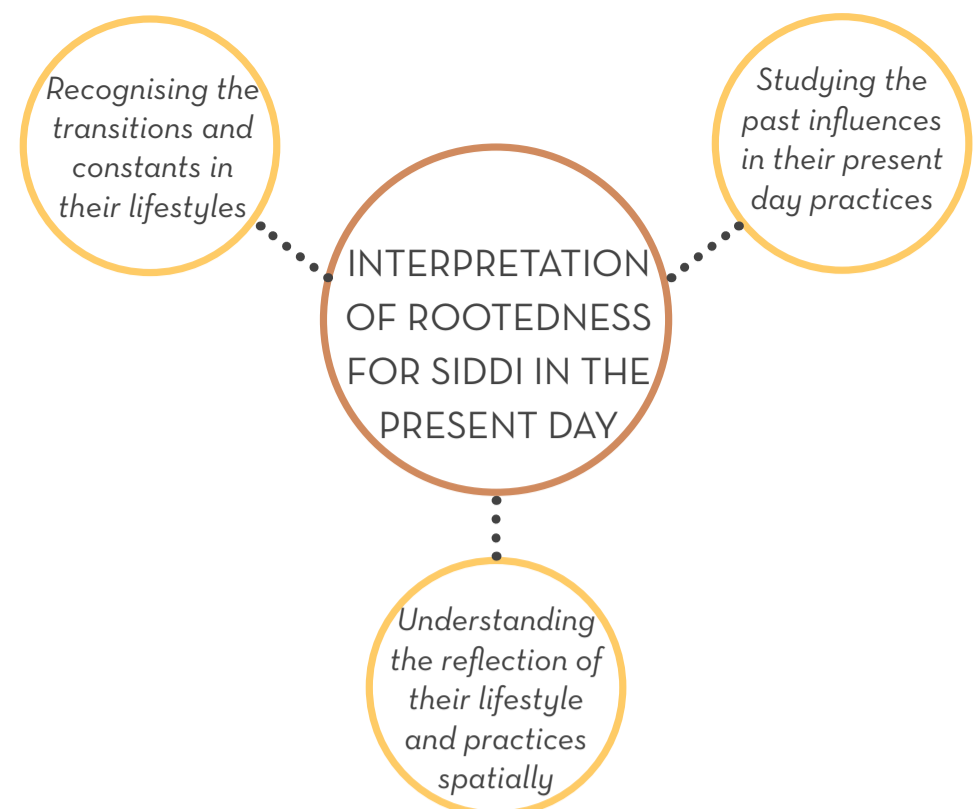 Recognising the
transitions and
constants in
their lifestyles
Studying the
past influences
in their present
day practices
INTERPRETATION
OF ROOTEDNESS
FOR SIDDI IN THE
PRESENT DAY
Understanding
the reflection of
their lifestyle
and practices
spatially